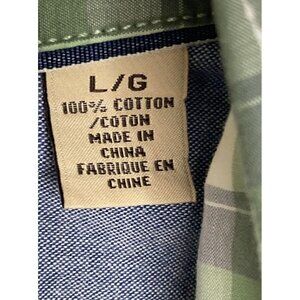 L/G
100% COTTON
/COTON
MADE IN
CHINA
FABRIQUE EN
CHINE